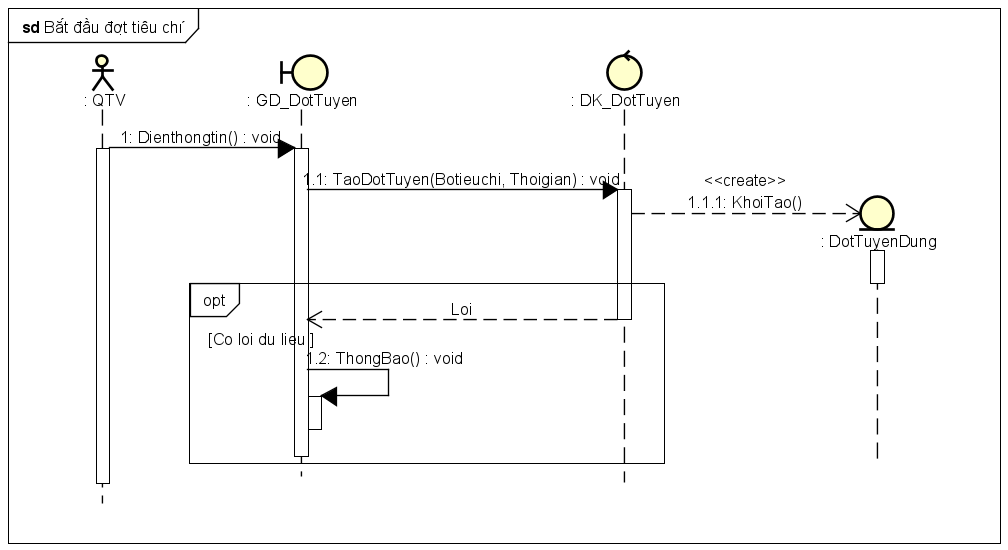 sd Bắt đầu đợt tiêu chí
: QTV
: GD_DotTuyen
: DK_DotTuyen
1: Dienthongtin() : void
1.1: TaoDotTuyen(Botieuchi, Thoigian) : void
<<create>>
1.1.1: KhoiTao()
: DotTuyenDung
opt
Loi
[Co loi du lieu ]
1.2: ThongBao() : void